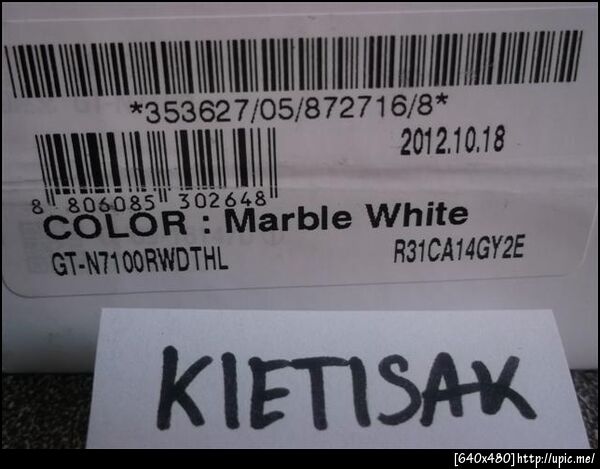 *353627/05/872716/8*
2012.10.18
8 806085 302648
COLOR : Marble White
GT-N7100RWDTHL R31CA14GY2E
KIETISAK
[640x480]http://upic.me/